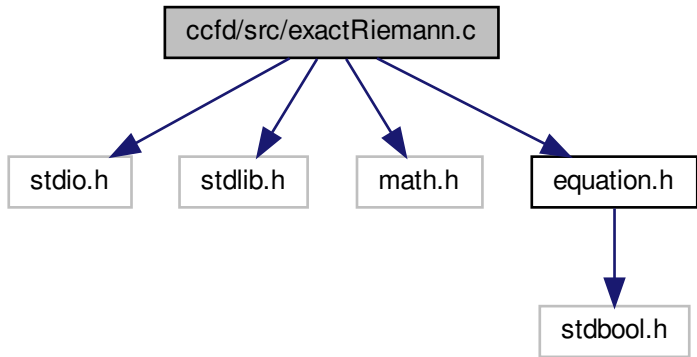 ccfd/src/exactRiemann.c
stdio.h
stdlib.h
math.h
equation.h
stdbool.h